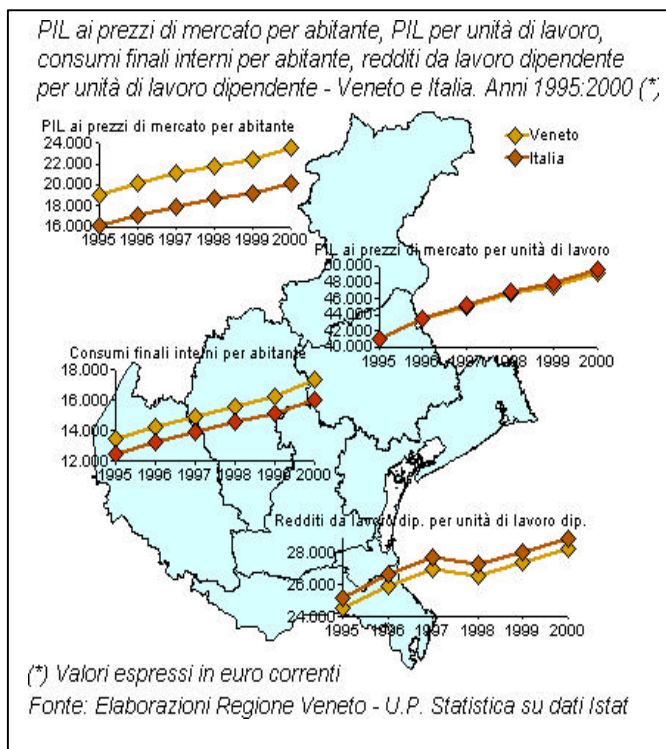 PIL ai prezzi di mercato per abitante, PIL per unità di lavoro,
consumi finali interni per abitante, redditi da lavoro dipendente
per unità di lavoro dipendente - Veneto e Italia. Anni 1995:2000 (*)
PIL ai prezzi di mercato per abitante
24.000
22.000
20.000
18.000
16.000
1995 1996 1997 1998 1999 2000
Veneto
Italia
PIL ai prezzi di mercato per unità di lavoro
50.000
48.000
46.000
44.000
42.000
40.000
1995 1996 1997 1998 1999 2000
Consumi finali interni per abitante
18.000
16.000
14.000
12.000
1995 1996 1997 1998 1999 2000
Redditi da lavoro dip. per unità di lavoro dip.
28.000
26.000
24.000
1995 1996 1997 1998 1999 2000
(*) Valori espressi in euro correnti
Fonte: Elaborazioni Regione Veneto - U.P. Statistica su dati Istat